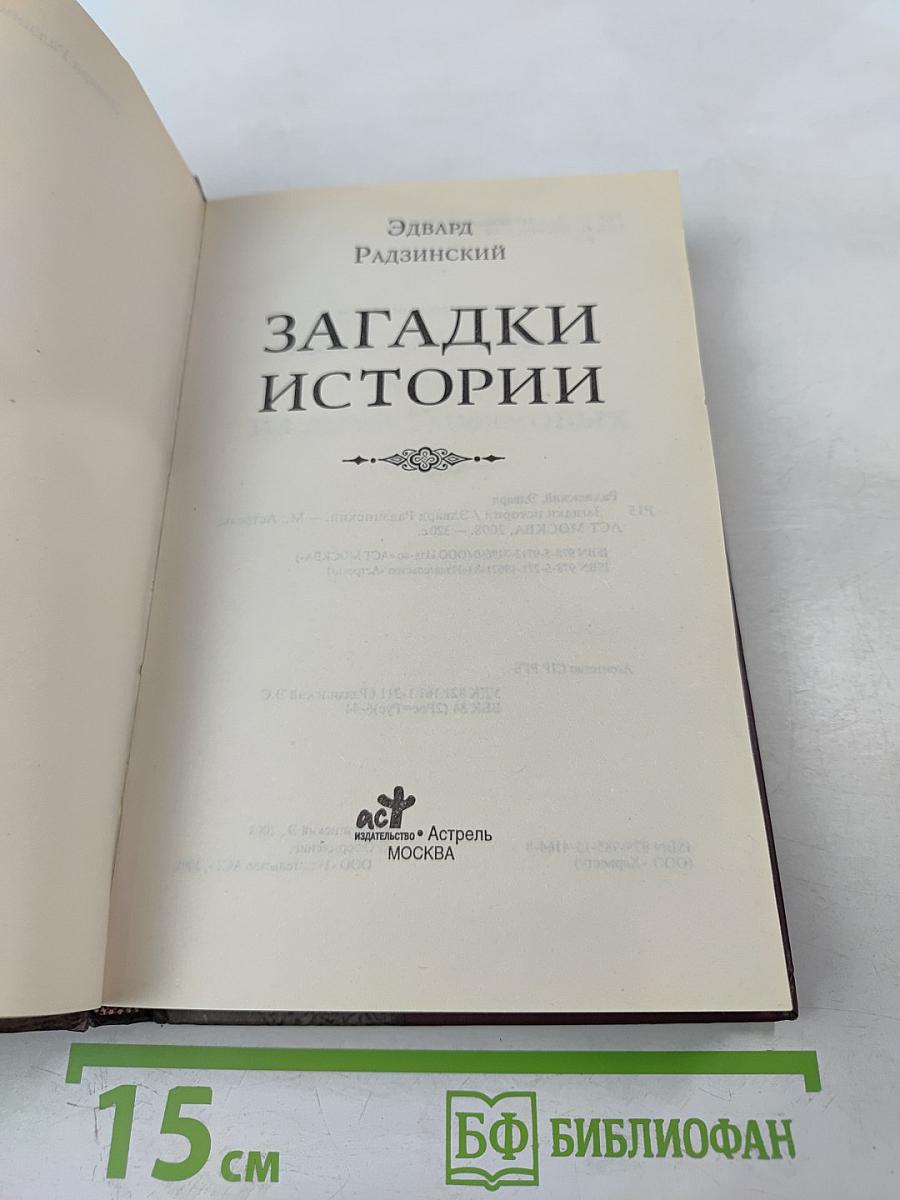 ЭДВАРД
РАДЗИНСКИЙ
ЗАГАДКИ
ИСТОРИИ
аст
ИЗДАТЕЛЬСТВО • Астрель
МОСКВА
15 см
БФ БИБЛИОФАН